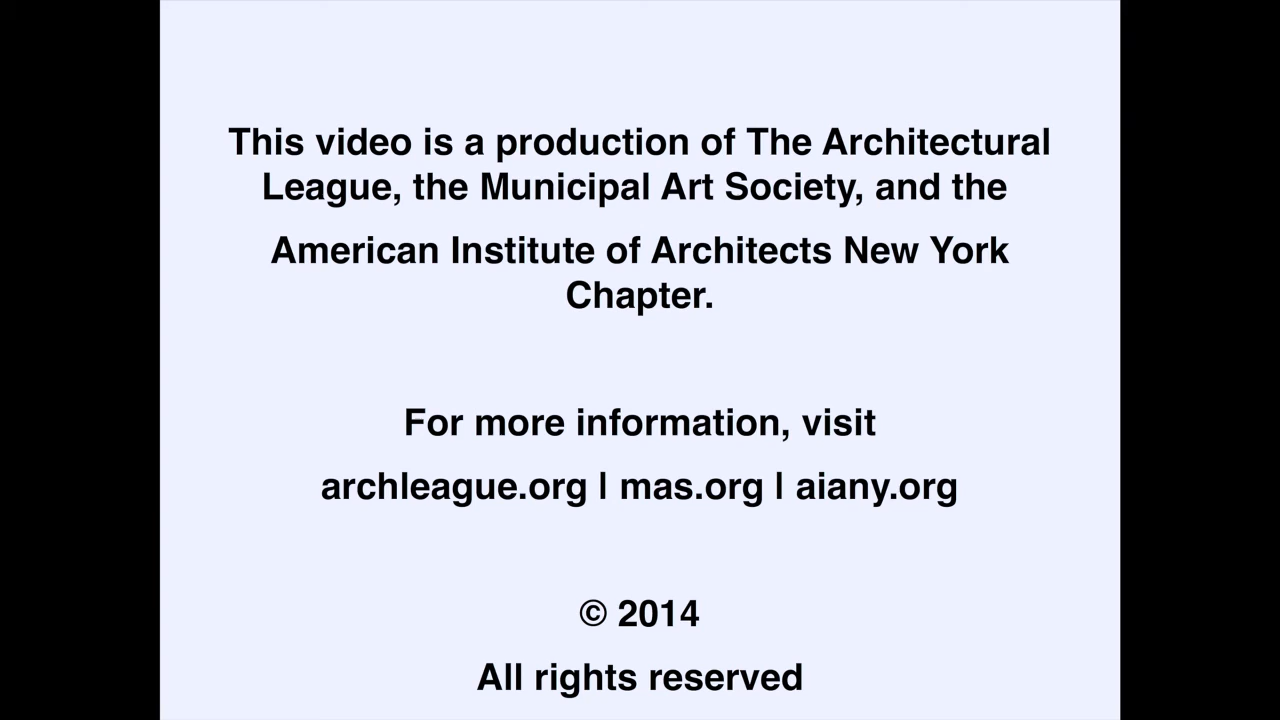 This video is a production of The Architectural
League, the Municipal Art Society, and the
American Institute of Architects New York
Chapter.
For more information, visit
archleague.org | mas.org | aiany.org
© 2014
All rights reserved